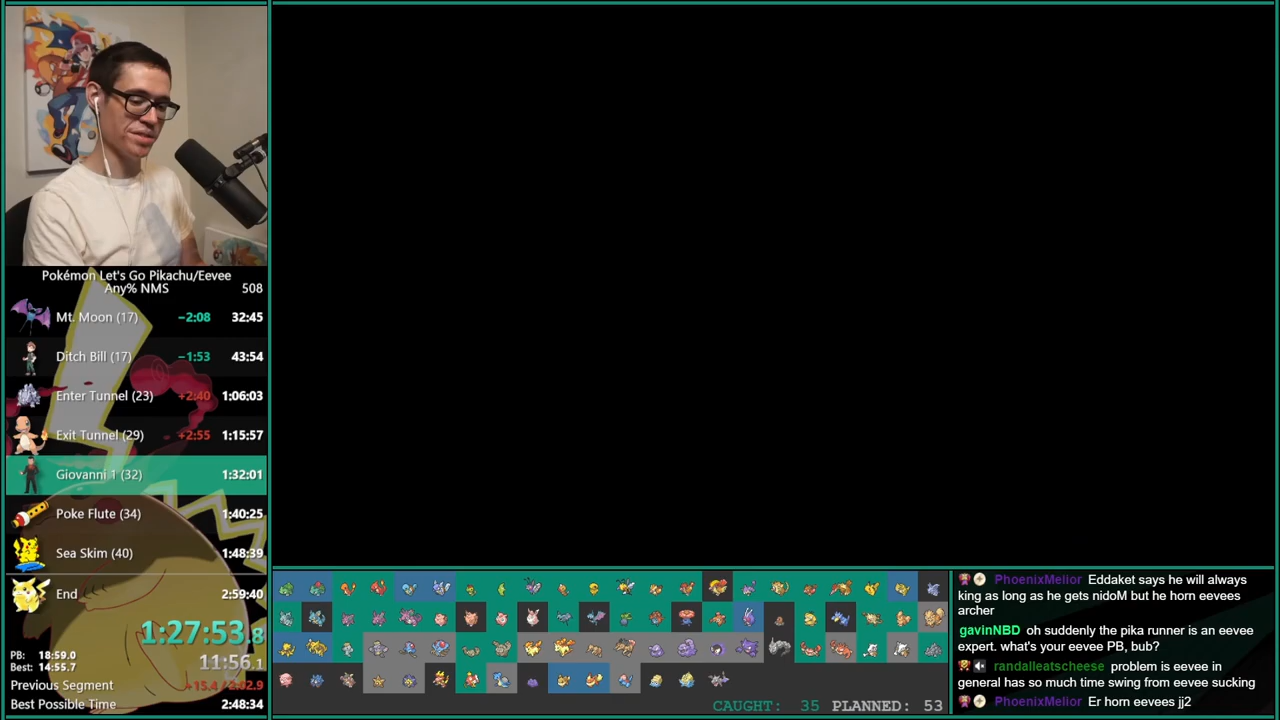 Pokémon Let's Go Pikachu/Eevee
Any% NMS 508
Mt. Moon (17) −2:08 32:45
Ditch Bill (17) −1:53 43:54
Enter Tunnel (23) +2:40 1:06:03
Exit Tunnel (29) +2:55 1:15:57
Giovanni 1 (32) 1:32:01
Poke Flute (34) 1:40:25
Sea Skim (40) 1:48:39
End 2:59:40
1:27:53.8
PB: 18:59.0
Best: 14:55.7
11:56.1
Previous Segment +15.4 /
Best Possible Time 2:48:34
CAUGHT: 35 PLANNED: 53
PhoenixMelior Eddaket says he will always
king as long as he gets nidoM but he horn eevees
archer
gavinNBD oh suddenly the pika runner is an eevee
expert. what's your eevee PB, bub?
randalleatscheese problem is eevee in
general has so much time swing from eevee sucking
PhoenixMelior Er horn eevees jj2